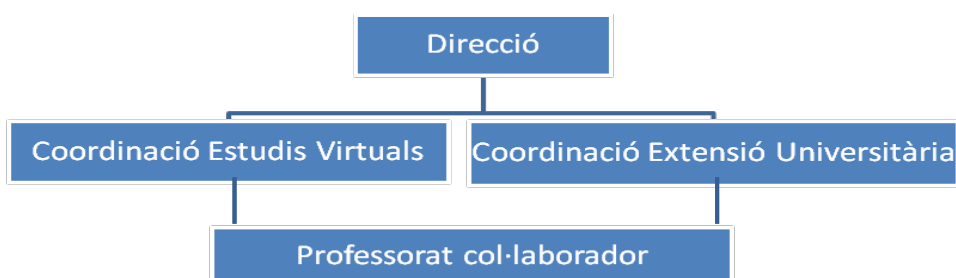 Direcció
Coordinació Estudis Virtuals
Coordinació Extensió Universitària
Professorat col·laborador